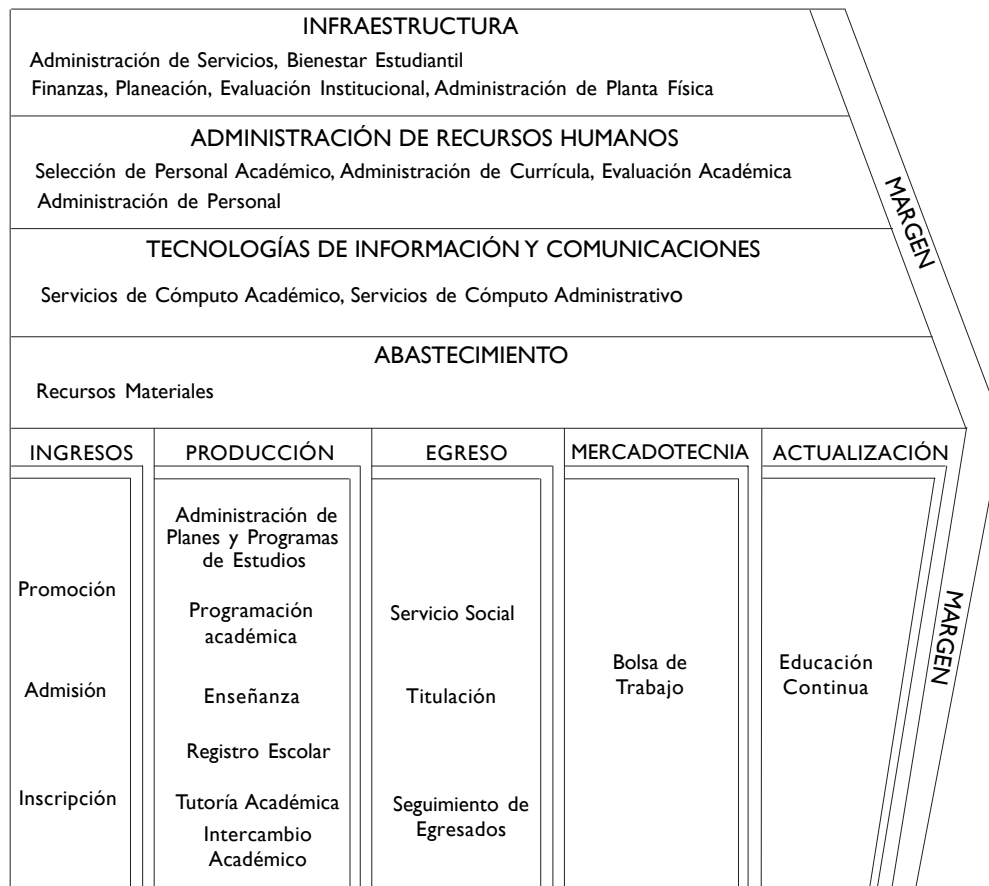 INFRAESTRUCTURA
Administración de Servicios, Bienestar Estudiantil
Finanzas, Planeación, Evaluación Institucional, Administración de Planta Física
ADMINISTRACIÓN DE RECURSOS HUMANOS
Selección de Personal Académico, Administración de Currícula, Evaluación Académica
Administración de Personal
TECNOLOGÍAS DE INFORMACIÓN Y COMUNICACIONES
Servicios de Cómputo Académico, Servicios de Cómputo Administrativo
ABASTECIMIENTO
Recursos Materiales
MARGEN
INGRESOS
Promoción
Admisión
Inscripción
PRODUCCIÓN
Administración de
Planes y Programas
de Estudios
Programación
académica
Enseñanza
Registro Escolar
Tutoría Académica
Intercambio
Académico
EGRESO
Servicio Social
Titulación
Seguimiento de
Egresados
MERCADOTECNIA
Bolsa de
Trabajo
ACTUALIZACIÓN
Educación
Continua
MARGEN